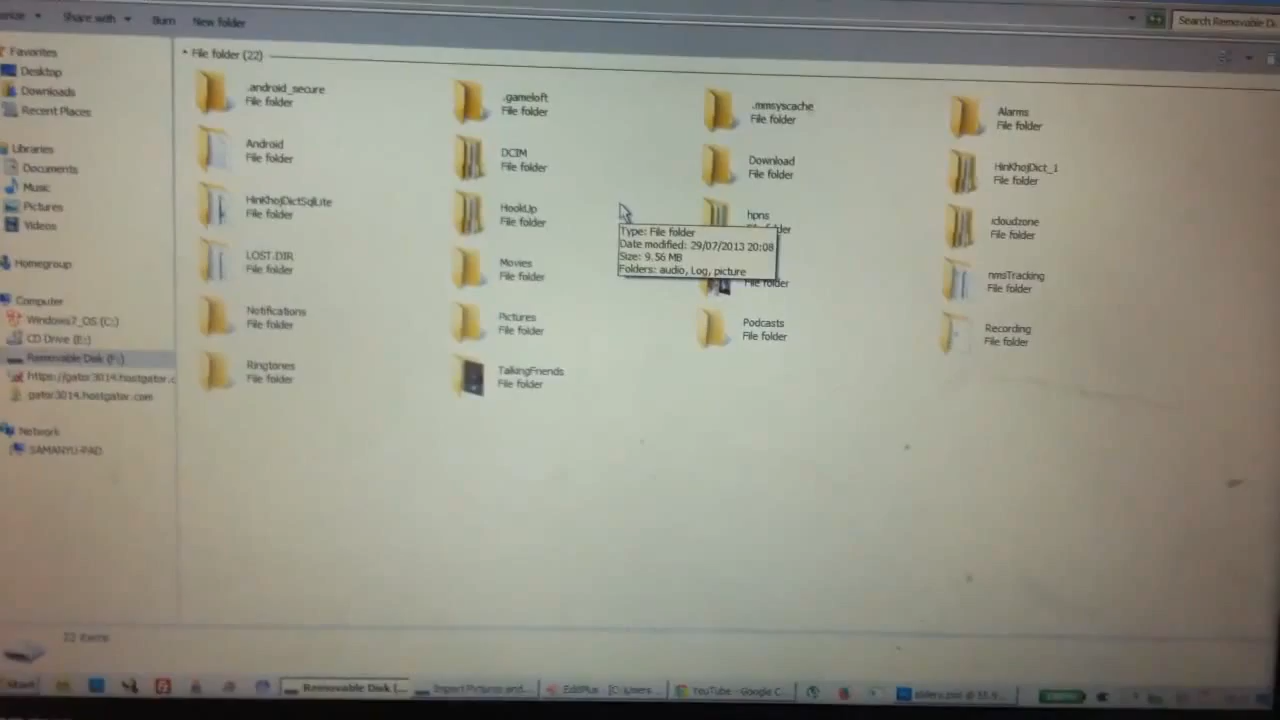 Share with
Burn
New folder
Search Removable Di
Favorites
Desktop
Downloads
Recent Places
Libraries
Documents
Music
Pictures
Videos
Homegroup
Computer
Windows7_OS (C:)
CD Drive (E:)
Removable Disk (F:)
https://gator3014.hostgator.c
gator3014.hostgator.com
Network
SAMANYU-PAD
File folder (22)
.android_secure
File folder
.gameloft
File folder
.mmsyscache
File folder
Alarms
File folder
Android
File folder
DCIM
File folder
Download
File folder
HinKhojDict_1
File folder
HinKhojDictSqlLite
File folder
HookUp
File folder
hpns
icloudzone
File folder
Type: File folder
Date modified: 29/07/2013 20:08
Size: 9.56 MB
Folders: audio, Log, picture
LOST.DIR
File folder
Movies
File folder
File folder
nmsTracking
File folder
Notifications
File folder
Pictures
File folder
Podcasts
File folder
Recording
File folder
Ringtones
File folder
TalkingFriends
File folder
22 items
Start
Removable Disk (...
Import Pictures and...
EditPlus - [C:\Users...
YouTube - Google C...